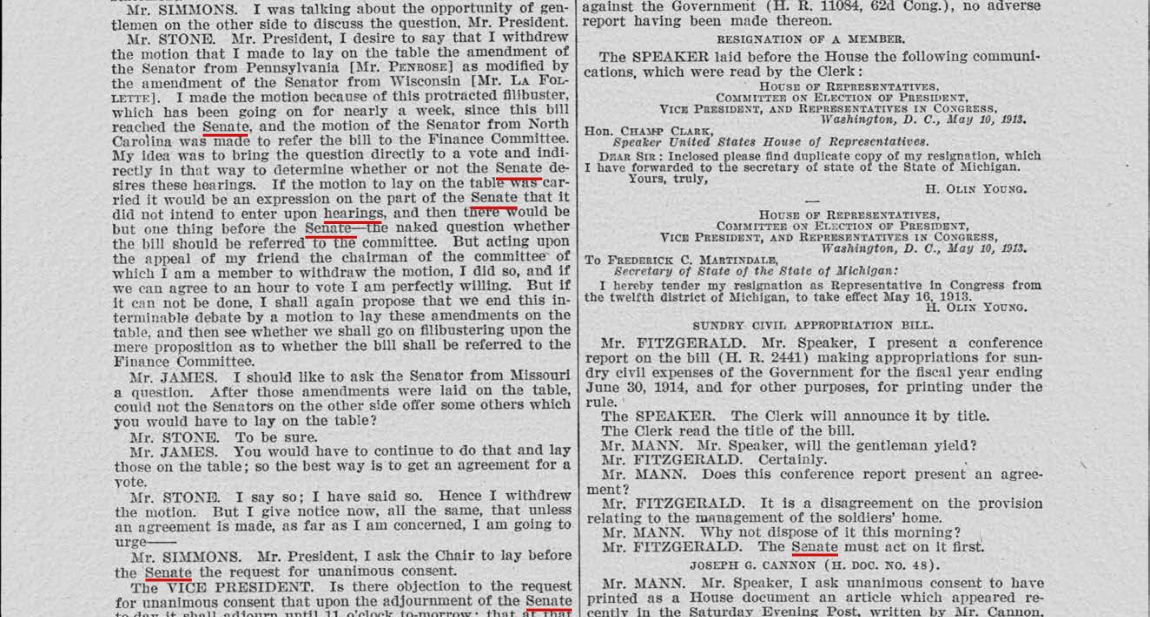 Mr. SIMMONS. I was talking about the opportunity of gen-
tlemen on the other side to discuss the question, Mr. President.
Mr. STONE. Mr. President, I desire to say that I withdrew
the motion that I made to lay on the table the amendment of
the Senator from Pennsylvania [Mr. PENROSE] as modified by
the amendment of the Senator from Wisconsin [Mr. LA FOL-
LETTE]. I made the motion because of this protracted filibuster,
which has been going on for nearly a week, since this bill
reached the Senate, and the motion of the Senator from North
Carolina was made to refer the bill to the Finance Committee.
My idea was to bring the question directly to a vote and indi-
rectly in that way to determine whether or not the Senate de-
sires these hearings. If the motion to lay on the table was car-
ried it would be an expression on the part of the Senate that it
did not intend to enter upon hearings, and then there would be
but one thing before the Senate—the naked question whether
the bill should be referred to the committee. But acting upon
the appeal of my friend the chairman of the committee of
which I am a member to withdraw the motion, I did so, and if
we can agree to an hour to vote I am perfectly willing. But if
it can not be done, I shall again propose that we end this in-
terminable debate by a motion to lay these amendments on the
table, and then see whether we shall go on filibustering upon the
mere proposition as to whether the bill shall be referred to the
Finance Committee.
Mr. JAMES. I should like to ask the Senator from Missouri
a question. After those amendments were laid on the table,
could not the Senators on the other side offer some others which
you would have to lay on the table?
Mr. STONE. To be sure.
Mr. JAMES. You would have to continue to do that and lay
those on the table; so the best way is to get an agreement for a
vote.
Mr. STONE. I say so; I have said so. Hence I withdrew
the motion. But I give notice now, all the same, that unless
an agreement is made, as far as I am concerned, I am going to
urge——
Mr. SIMMONS. Mr. President, I ask the Chair to lay before
the Senate the request for unanimous consent.
The VICE PRESIDENT. Is there objection to the request
for unanimous consent that upon the adjournment of the Senate
to-day it shall adjourn until 11 o'clock to-morrow; that at that
against the Government (H. R. 11084, 62d Cong.), no adverse
report having been made thereon.
RESIGNATION OF A MEMBER.
The SPEAKER laid before the House the following communi-
cations, which were read by the Clerk:
HOUSE OF REPRESENTATIVES,
COMMITTEE ON ELECTION OF PRESIDENT,
VICE PRESIDENT, AND REPRESENTATIVES IN CONGRESS,
Washington, D. C., May 10, 1913.
Hon. CHAMP CLARK,
Speaker United States House of Representatives.
DEAR SIR: Inclosed please find duplicate copy of my resignation, which
I have forwarded to the secretary of state of the State of Michigan.
Yours, truly,
H. OLIN YOUNG.
—
HOUSE OF REPRESENTATIVES,
COMMITTEE ON ELECTION OF PRESIDENT,
VICE PRESIDENT, AND REPRESENTATIVES IN CONGRESS,
Washington, D. C., May 10, 1913.
To FREDERICK C. MARTINDALE,
Secretary of State of the State of Michigan:
I hereby tender my resignation as Representative in Congress from
the twelfth district of Michigan, to take effect May 16, 1913.
H. OLIN YOUNG.
SUNDRY CIVIL APPROPRIATION BILL.
Mr. FITZGERALD. Mr. Speaker, I present a conference
report on the bill (H. R. 2441) making appropriations for sun-
dry civil expenses of the Government for the fiscal year ending
June 30, 1914, and for other purposes, for printing under the
rule.
The SPEAKER. The Clerk will announce it by title.
The Clerk read the title of the bill.
Mr. MANN. Mr. Speaker, will the gentleman yield?
Mr. FITZGERALD. Certainly.
Mr. MANN. Does this conference report present an agree-
ment?
Mr. FITZGERALD. It is a disagreement on the provision
relating to the management of the soldiers' home.
Mr. MANN. Why not dispose of it this morning?
Mr. FITZGERALD. The Senate must act on it first.
JOSEPH G. CANNON (H. DOC. NO. 48).
Mr. MANN. Mr. Speaker, I ask unanimous consent to have
printed as a House document an article which appeared re-
cently in the Saturday Evening Post, written by Mr. Cannon,